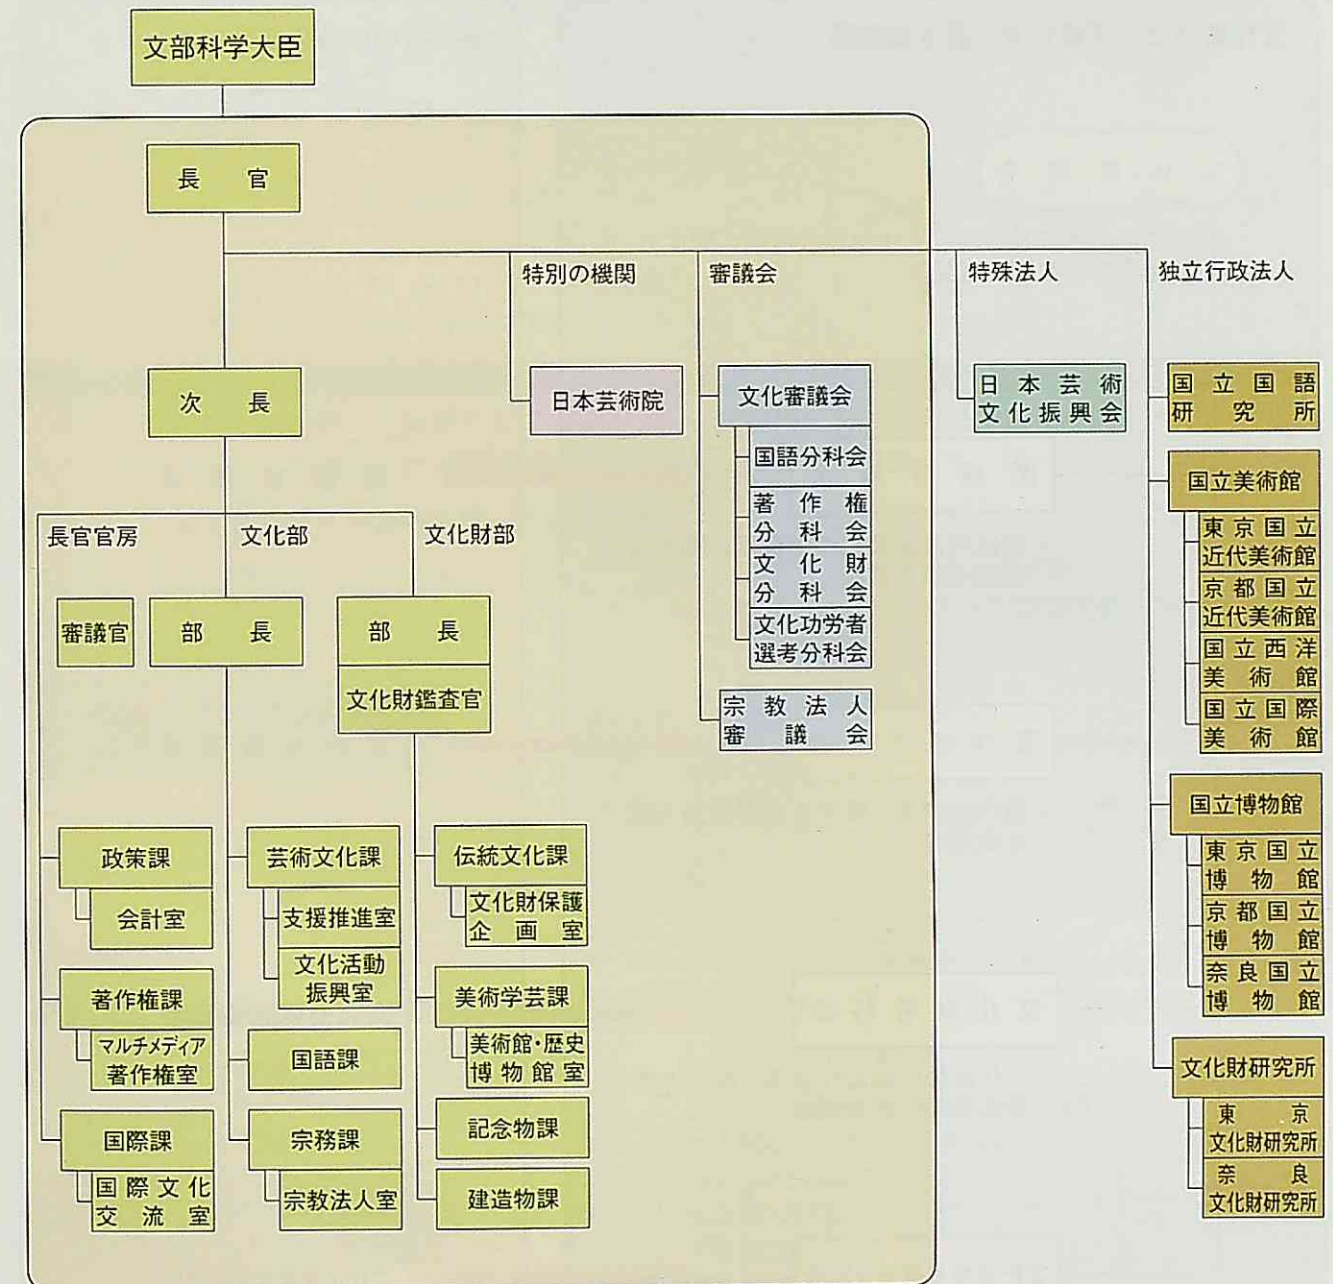 文部科学大臣
長官
特別の機関
審議会
特殊法人
独立行政法人
次長
日本芸術院
文化審議会
国語分科会
著作権
分科会
文化財
分科会
文化功労者
選考分科会
宗教法人
審議会
日本芸術
文化振興会
国立国語
研究所
国立美術館
東京国立
近代美術館
京都国立
近代美術館
国立西洋
美術館
国立国際
美術館
国立博物館
東京国立
博物館
京都国立
博物館
奈良国立
博物館
文化財研究所
東京
文化財研究所
奈良
文化財研究所
長官官房
審議官
政策課
会計室
著作権課
マルチメディア
著作権室
国際課
国際文化
交流室
文化部
部長
芸術文化課
支援推進室
文化活動
振興室
国語課
宗務課
宗教法人室
文化財部
部長
文化財鑑査官
伝統文化課
文化財保護
企画室
美術学芸課
美術館・歴史
博物館室
記念物課
建造物課